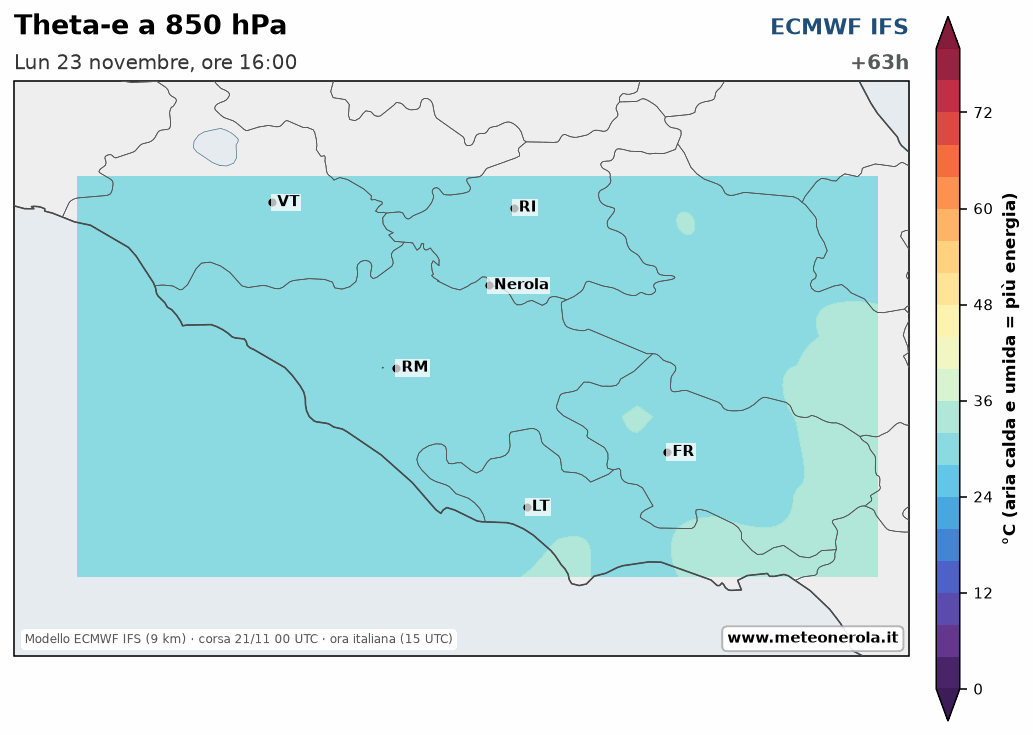 Theta-e a 850 hPa
ECMWF IFS
Lun 23 novembre, ore 16:00
+63h
VT
RI
Nerola
RM
FR
LT
72
60
48
36
24
12
0
°C (aria calda e umida = più energia)
Modello ECMWF IFS (9 km) · corsa 21/11 00 UTC · ora italiana (15 UTC)
www.meteonerola.it